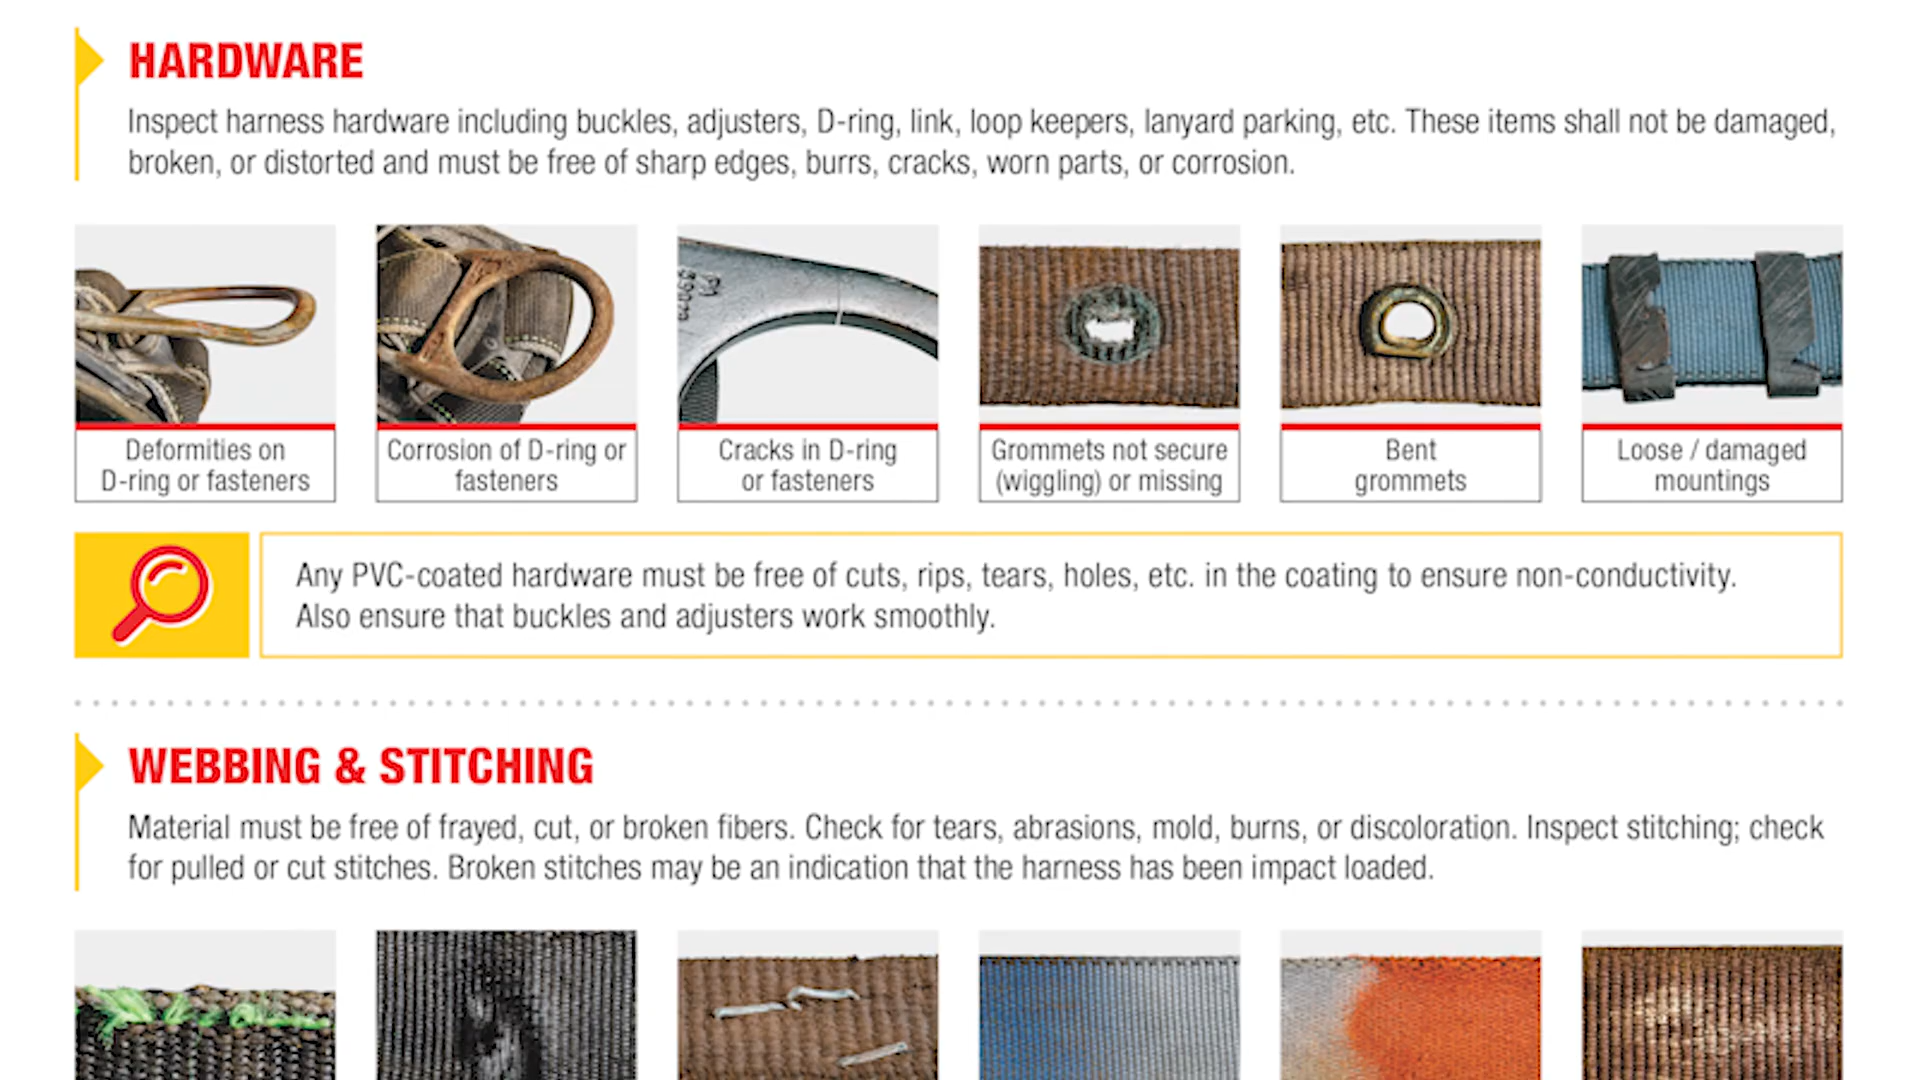 HARDWARE
Inspect harness hardware including buckles, adjusters, D-ring, link, loop keepers, lanyard parking, etc. These items shall not be damaged,
broken, or distorted and must be free of sharp edges, burrs, cracks, worn parts, or corrosion.
Deformities on
D-ring or fasteners
Corrosion of D-ring or
fasteners
Cracks in D-ring
or fasteners
Grommets not secure
(wiggling) or missing
Bent
grommets
Loose / damaged
mountings
Any PVC-coated hardware must be free of cuts, rips, tears, holes, etc. in the coating to ensure non-conductivity.
Also ensure that buckles and adjusters work smoothly.
WEBBING & STITCHING
Material must be free of frayed, cut, or broken fibers. Check for tears, abrasions, mold, burns, or discoloration. Inspect stitching; check
for pulled or cut stitches. Broken stitches may be an indication that the harness has been impact loaded.